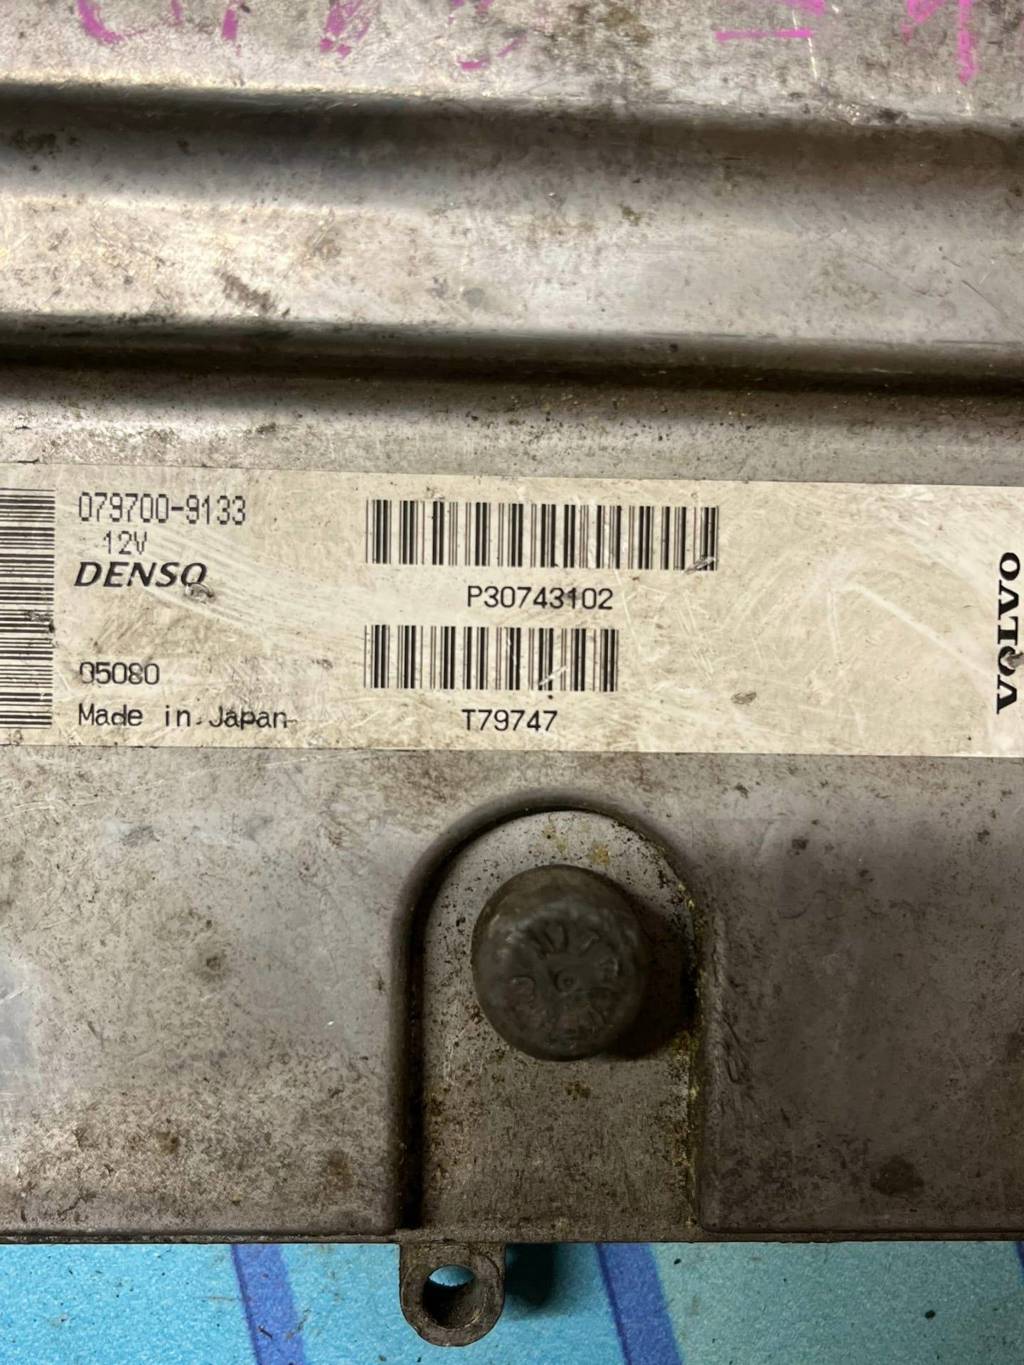 079700-9133
12V
DENSO
05080
Made in Japan
P30743102
T79747
VOLVO